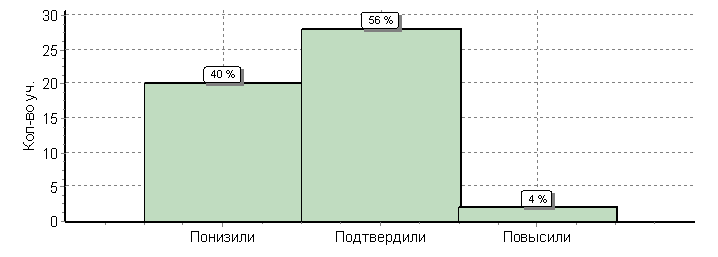 Кол-во уч.
30
25
20
15
10
5
0
40 %
56 %
4 %
Понизили
Подтвердили
Повысили